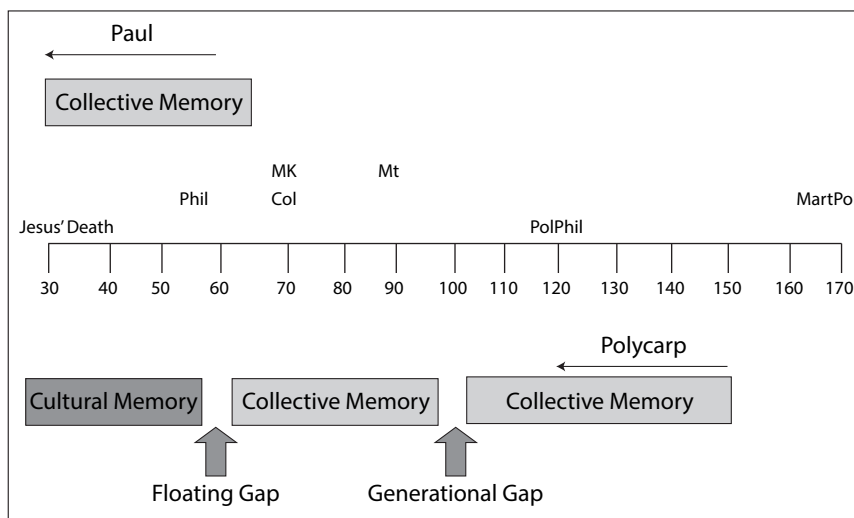 Paul
Collective Memory
MK Mt
Phil Col MartPo
Jesus’ Death PolPhil
30 40 50 60 70 80 90 100 110 120 130 140 150 160 170
Polycarp
Cultural Memory Collective Memory Collective Memory
Floating Gap Generational Gap